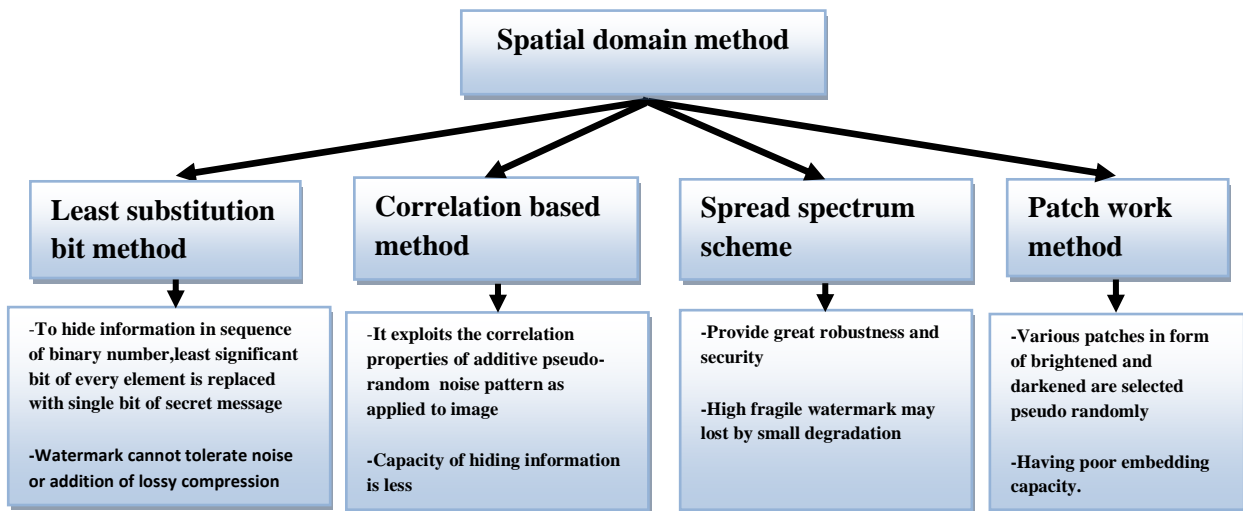 Spatial domain method
Least substitution
bit method
Correlation based
method
Spread spectrum
scheme
Patch work
method
-To hide information in sequence
of binary number,least significant
bit of every element is replaced
with single bit of secret message
-Watermark cannot tolerate noise
or addition of lossy compression
-It exploits the correlation
properties of additive pseudo-
random noise pattern as
applied to image
-Capacity of hiding information
is less
-Provide great robustness and
security
-High fragile watermark may
lost by small degradation
-Various patches in form
of brightened and
darkened are selected
pseudo randomly
-Having poor embedding
capacity.